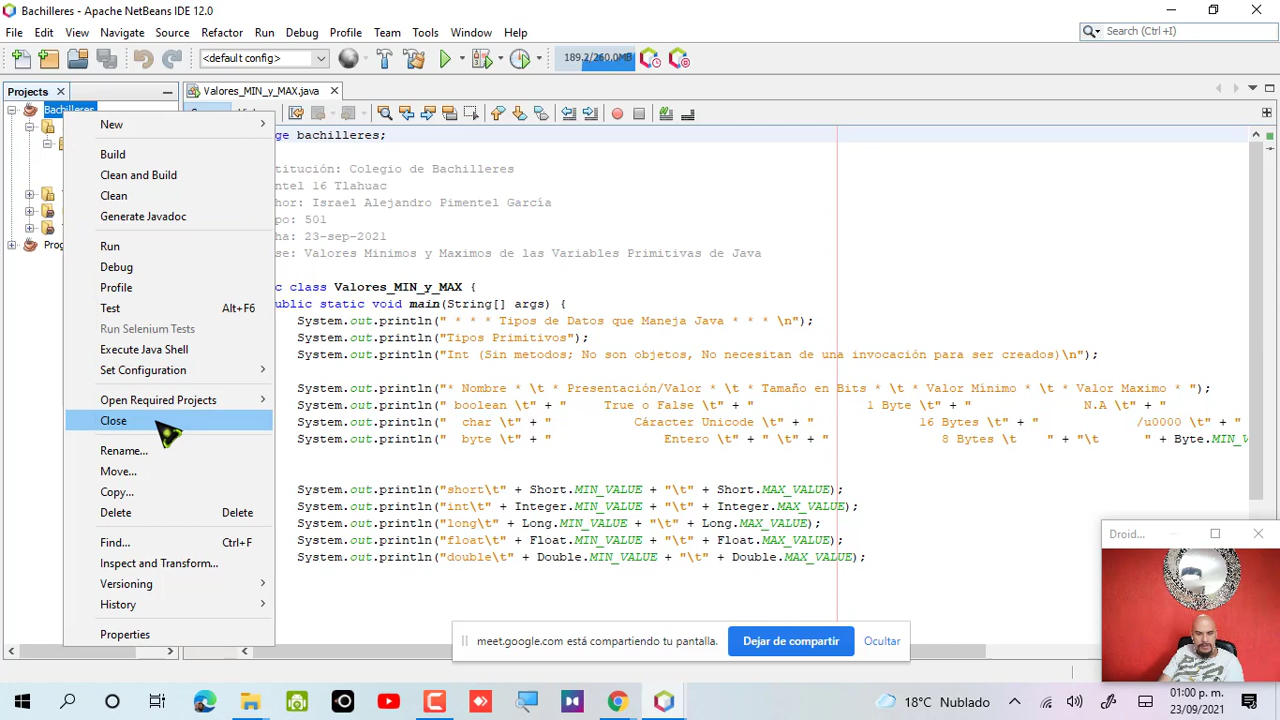 Bachilleres - Apache NetBeans IDE 12.0
File Edit View Navigate Source Refactor Run Debug Profile Team Tools Window Help
Search (Ctrl+I)
<default config>
189.2/260.0MB
Projects
Valores_MIN_y_MAX.java
Bachilleres
New
Build
Clean and Build
Clean
Generate Javadoc
Run
Debug
Profile
Test Alt+F6
Run Selenium Tests
Execute Java Shell
Set Configuration
Open Required Projects
Close
Rename...
Move...
Copy...
Delete Delete
Find... Ctrl+F
Inspect and Transform...
Versioning
History
Properties
Prog
ge bachilleres;
titución: Colegio de Bachilleres
ntel 16 Tlahuac
hor: Israel Alejandro Pimentel García
po: 501
ha: 23-sep-2021
se: Valores Minimos y Maximos de las Variables Primitivas de Java
c class Valores_MIN_y_MAX {
ublic static void main(String[] args) {
System.out.println(" * * * Tipos de Datos que Maneja Java * * * \n");
System.out.println("Tipos Primitivos");
System.out.println("Int (Sin metodos; No son objetos, No necesitan de una invocación para ser creados)\n");
System.out.println("* Nombre * \t * Presentación/Valor * \t * Tamaño en Bits * \t * Valor Mínimo * \t * Valor Maximo * ");
System.out.println(" boolean \t" + " True o False \t" + " 1 Byte \t" + " N.A \t" + "
System.out.println(" char \t" + " Cáracter Unicode \t" + " 16 Bytes \t" + " /u0000 \t" + "
System.out.println(" byte \t" + " Entero \t" + " \t" + " 8 Bytes \t " + "\t " + Byte.MIN_V
System.out.println("short\t" + Short.MIN_VALUE + "\t" + Short.MAX_VALUE);
System.out.println("int\t" + Integer.MIN_VALUE + "\t" + Integer.MAX_VALUE);
System.out.println("long\t" + Long.MIN_VALUE + "\t" + Long.MAX_VALUE);
System.out.println("float\t" + Float.MIN_VALUE + "\t" + Float.MAX_VALUE);
System.out.println("double\t" + Double.MIN_VALUE + "\t" + Double.MAX_VALUE);
Droid...
meet.google.com está compartiendo tu pantalla. Dejar de compartir Ocultar
18°C Nublado
01:00 p. m.
23/09/2021